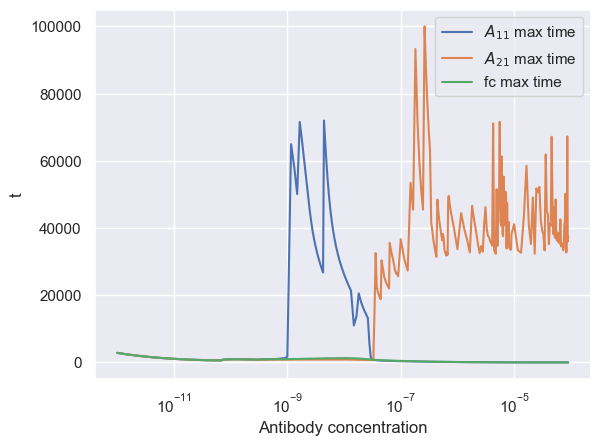 100000
80000
60000
40000
20000
0
t
10⁻¹¹
10⁻⁹
10⁻⁷
10⁻⁵
Antibody concentration
A₁₁ max time
A₂₁ max time
fc max time